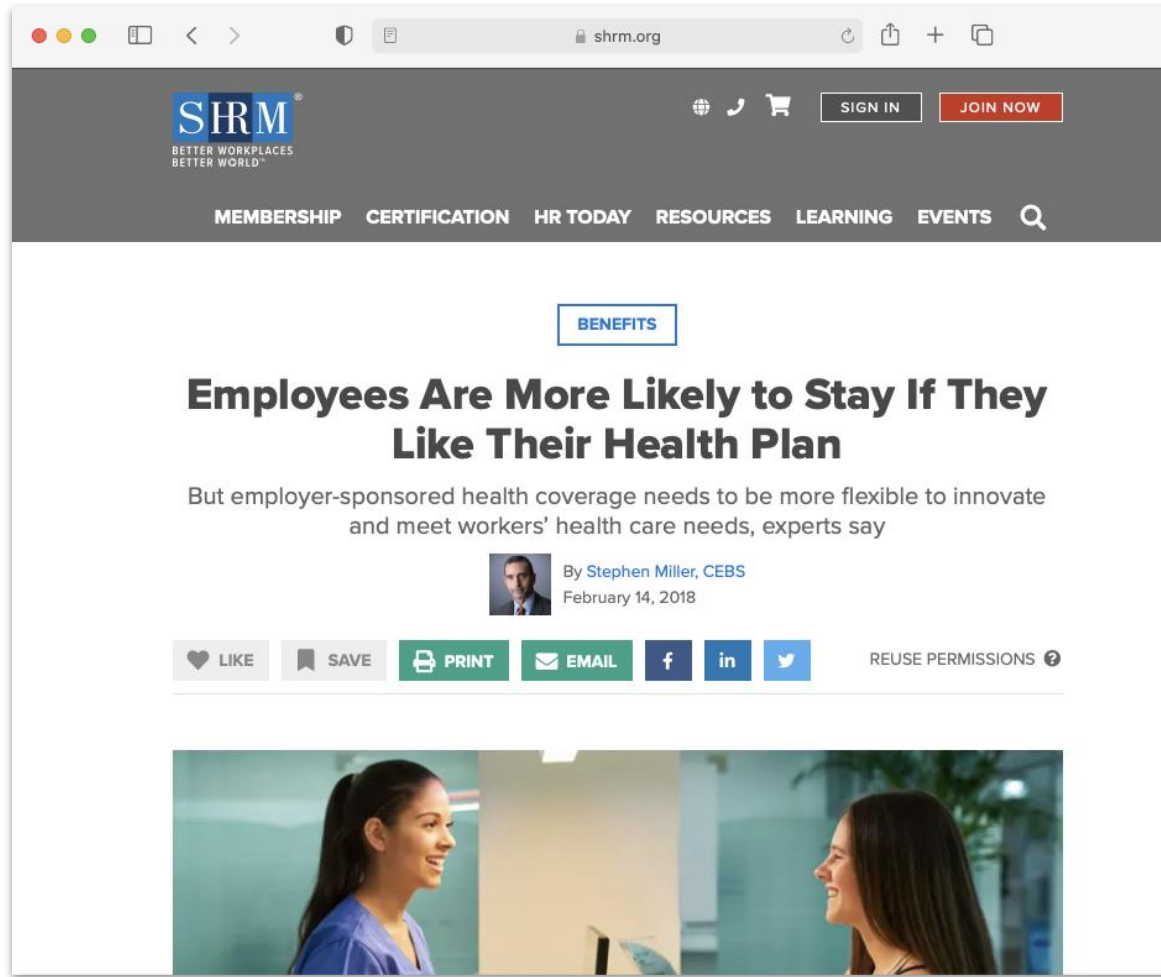 shrm.org
SHRM®
BETTER WORKPLACES
BETTER WORLD™
SIGN IN
JOIN NOW
MEMBERSHIP CERTIFICATION HR TODAY RESOURCES LEARNING EVENTS
BENEFITS
Employees Are More Likely to Stay If They
Like Their Health Plan
But employer-sponsored health coverage needs to be more flexible to innovate
and meet workers’ health care needs, experts say
By Stephen Miller, CEBS
February 14, 2018
LIKE SAVE PRINT EMAIL f in REUSE PERMISSIONS ?